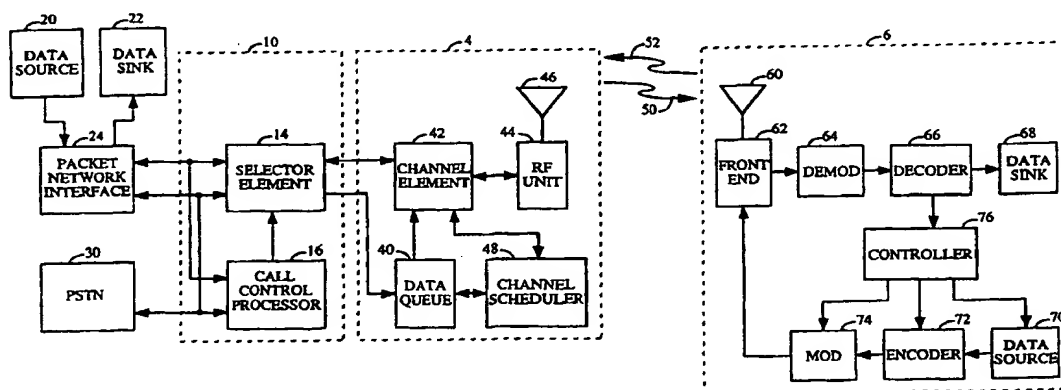 20
DATA
SOURCE
22
DATA
SINK
24
PACKET
NETWORK
INTERFACE
30
PSTN
10
14
SELECTOR
ELEMENT
16
CALL
CONTROL
PROCESSOR
4
42
CHANNEL
ELEMENT
46
44
RF
UNIT
40
DATA
QUEUE
48
CHANNEL
SCHEDULER
52
50
6
60
62
FRONT
END
64
DEMOD
66
DECODER
68
DATA
SINK
76
CONTROLLER
74
MOD
72
ENCODER
70
DATA
SOURCE